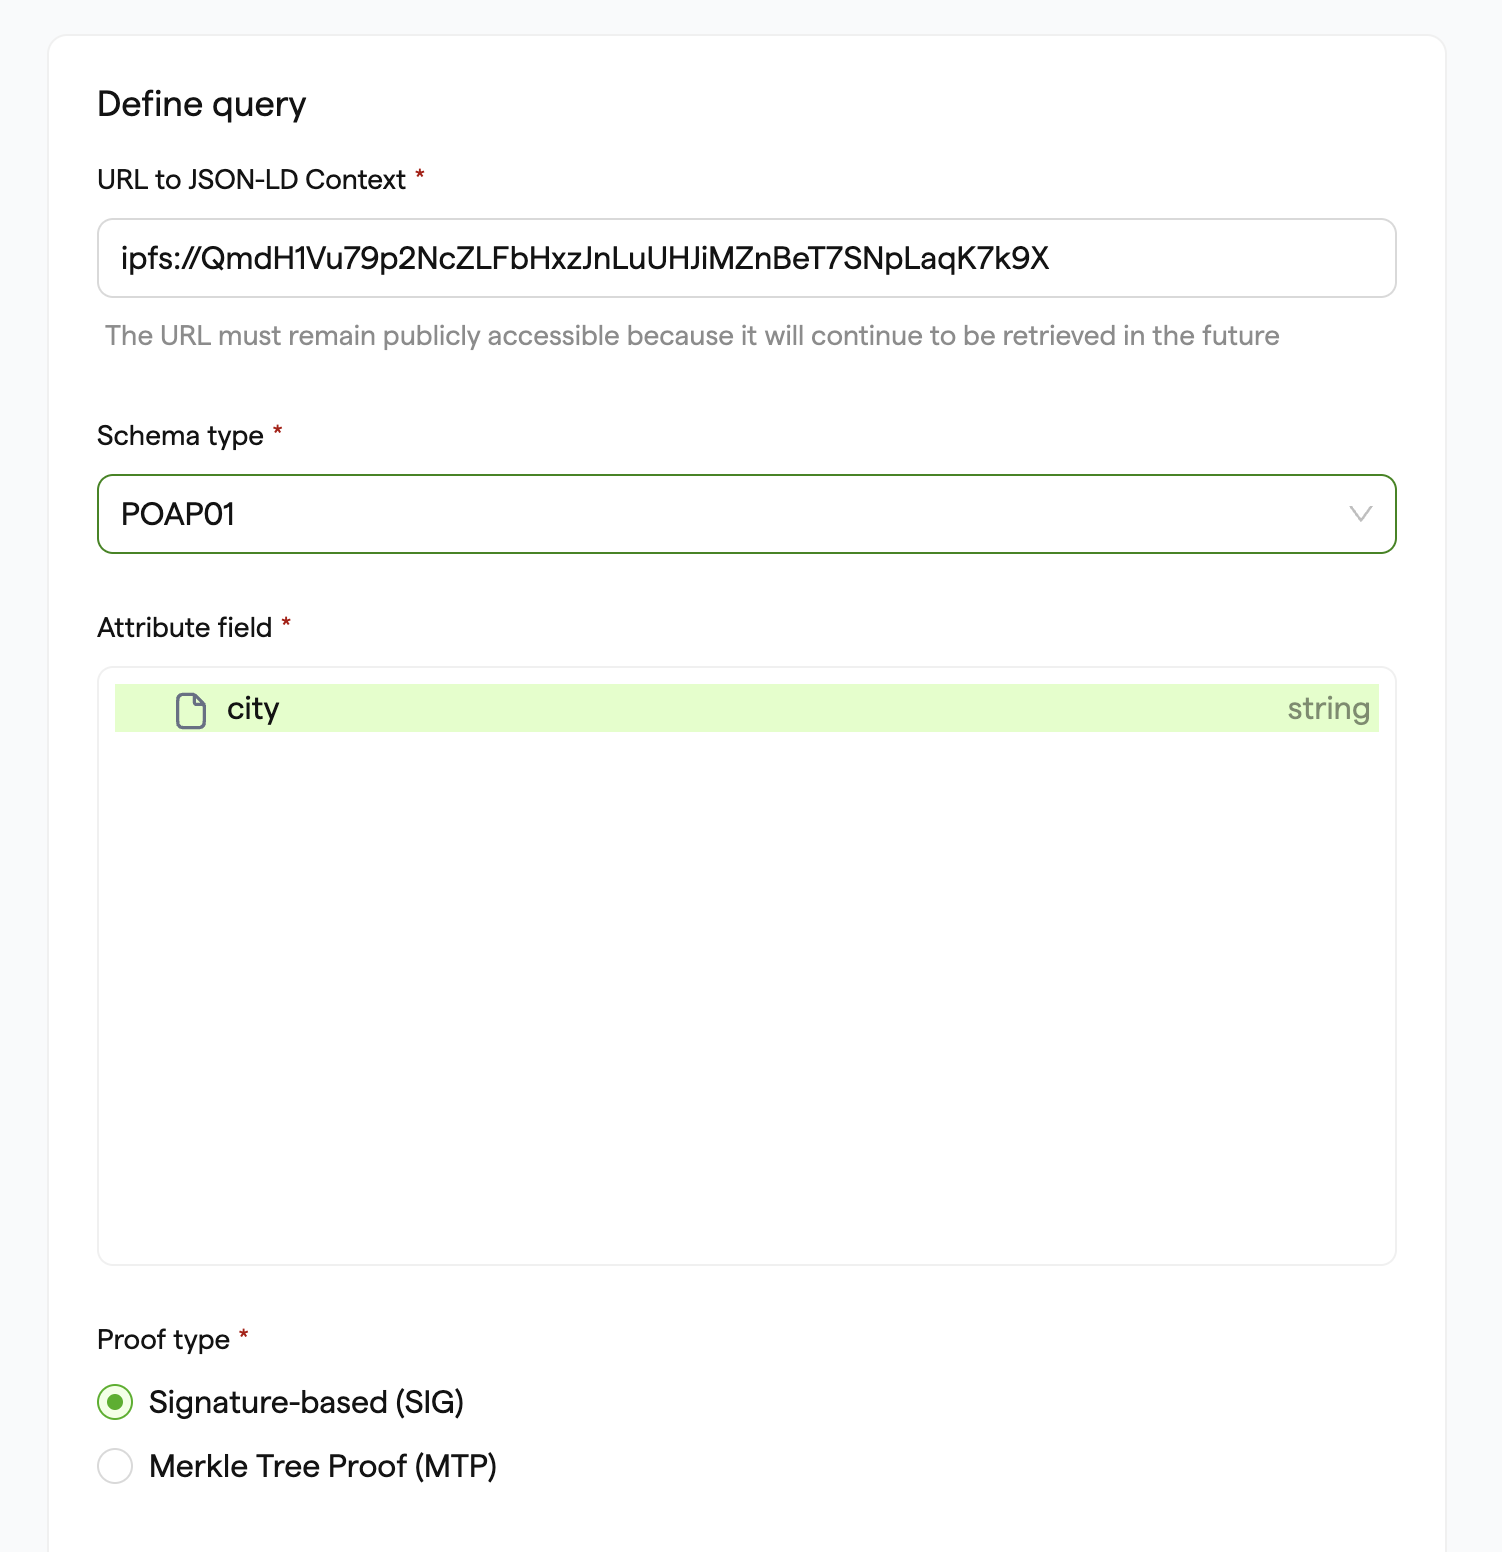 Define query
URL to JSON-LD Context *
ipfs://QmdH1Vu79p2NcZLFbHxzJnLuUHJiMZnBeT7SNpLaqK7k9X
The URL must remain publicly accessible because it will continue to be retrieved in the future
Schema type *
POAP01
Attribute field *
city string
Proof type *
Signature-based (SIG)
Merkle Tree Proof (MTP)